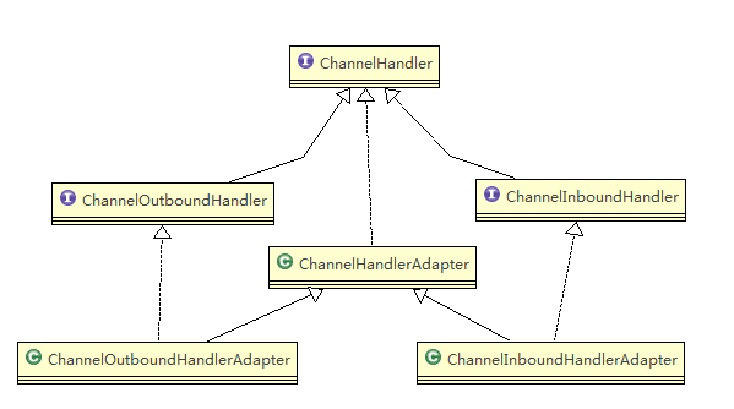 I ChannelHandler
I ChannelOutboundHandler
I ChannelInboundHandler
C ChannelHandlerAdapter
C ChannelOutboundHandlerAdapter
C ChannelInboundHandlerAdapter